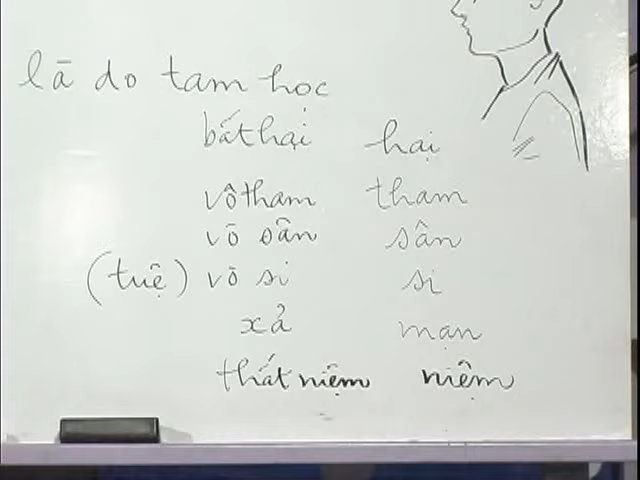 là do tam học
bất hại hại
vô tham tham
vô sân sân
(tuệ) vô si si
xả mạn
thất niệm niệm